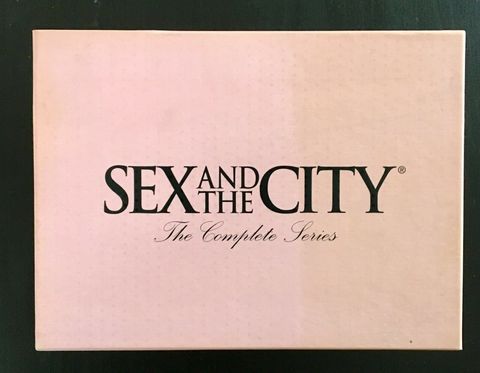 SEX AND THE CITY®
The Complete Series